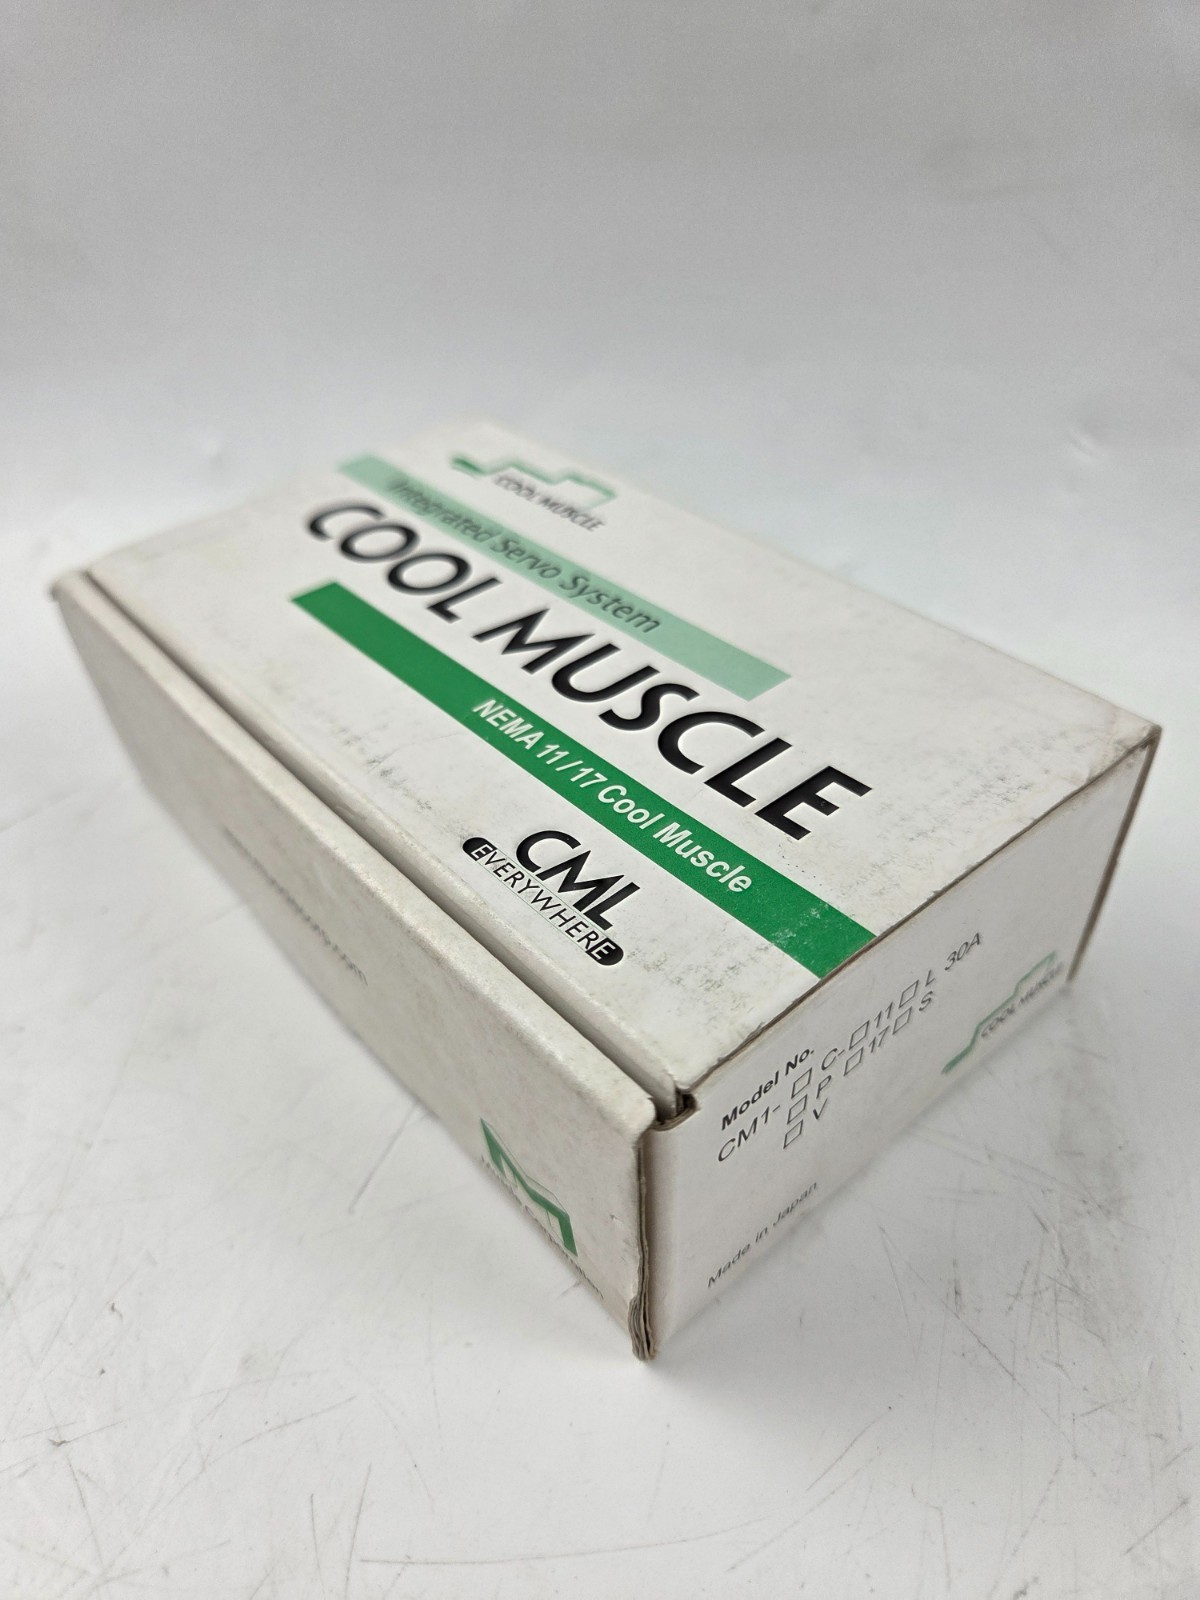 COOL MUSCLE
Integrated Servo System
COOL MUSCLE
NEMA 11/17 Cool Muscle
CML
EVERYWHERE
Model No.
CM1- □ C- □ 11 □ L 30A
□ P □ 17 □ S
□ V
COOL MUSCLE
Made in Japan